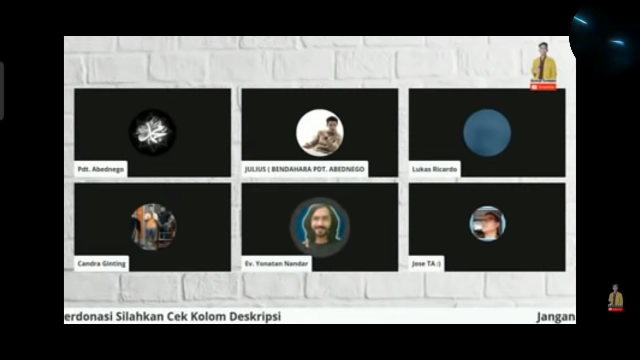 Pdt. Abednego
JULIUS ( BENDAHARA PDT. ABEDNEGO
Lukas Ricardo
Candra Ginting
Ev. Yonatan Nandar
Jose TA :)
erdonasi Silahkan Cek Kolom Deskripsi
Jangan